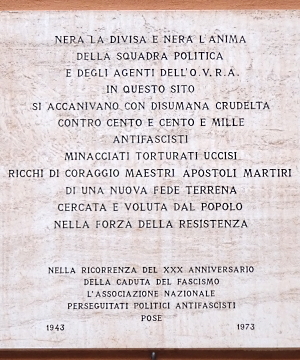 NERA LA DIVISA E NERA L'ANIMA
DELLA SQUADRA POLITICA
E DEGLI AGENTI DELL'O.V.R.A.
IN QUESTO SITO
SI ACCANIVANO CON DISUMANA CRUDELTÀ
CONTRO CENTO E CENTO E MILLE
ANTIFASCISTI
MINACCIATI TORTURATI UCCISI
RICCHI DI CORAGGIO MAESTRI APOSTOLI MARTIRI
DI UNA NUOVA FEDE TERRENA
CERCATA E VOLUTA DAL POPOLO
NELLA FORZA DELLA RESISTENZA
NELLA RICORRENZA DEL XXX ANNIVERSARIO
DELLA CADUTA DEL FASCISMO
L'ASSOCIAZIONE NAZIONALE
PERSEGUITATI POLITICI ANTIFASCISTI
POSE
1943 1973